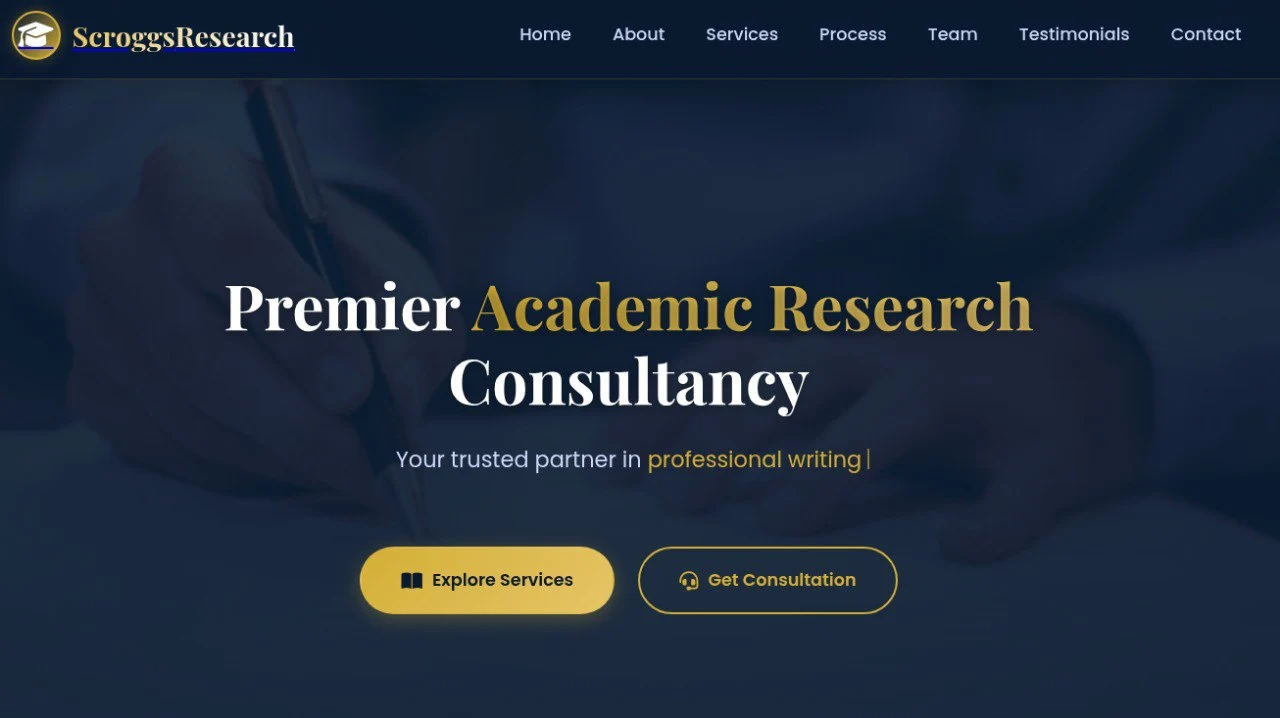 ScroggsResearch
Home About Services Process Team Testimonials Contact
Premier Academic Research
Consultancy
Your trusted partner in professional writing|
Explore Services
Get Consultation